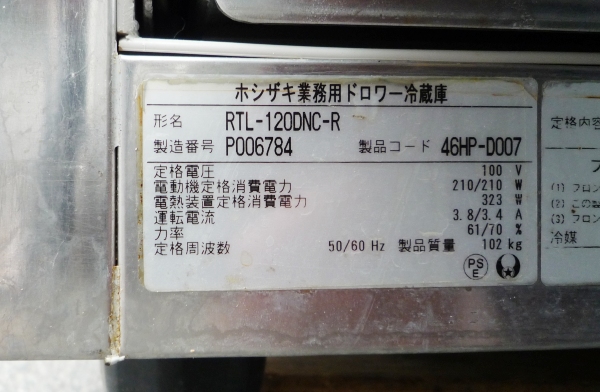 ホシザキ業務用ドロワー冷蔵庫
形名 RTL-120DNC-R
製造番号 P006784 製品コード 46HP-D007
定格電圧 100 V
電動機定格消費電力 210/210 W
電熱装置定格消費電力 323 W
運転電流 3.8/3.4 A
力率 61/70 %
定格周波数 50/60 Hz 製品質量 102 kg
PS
E
定格内容
フ
(1) フロン
(2) この製
(3) フロン
冷媒